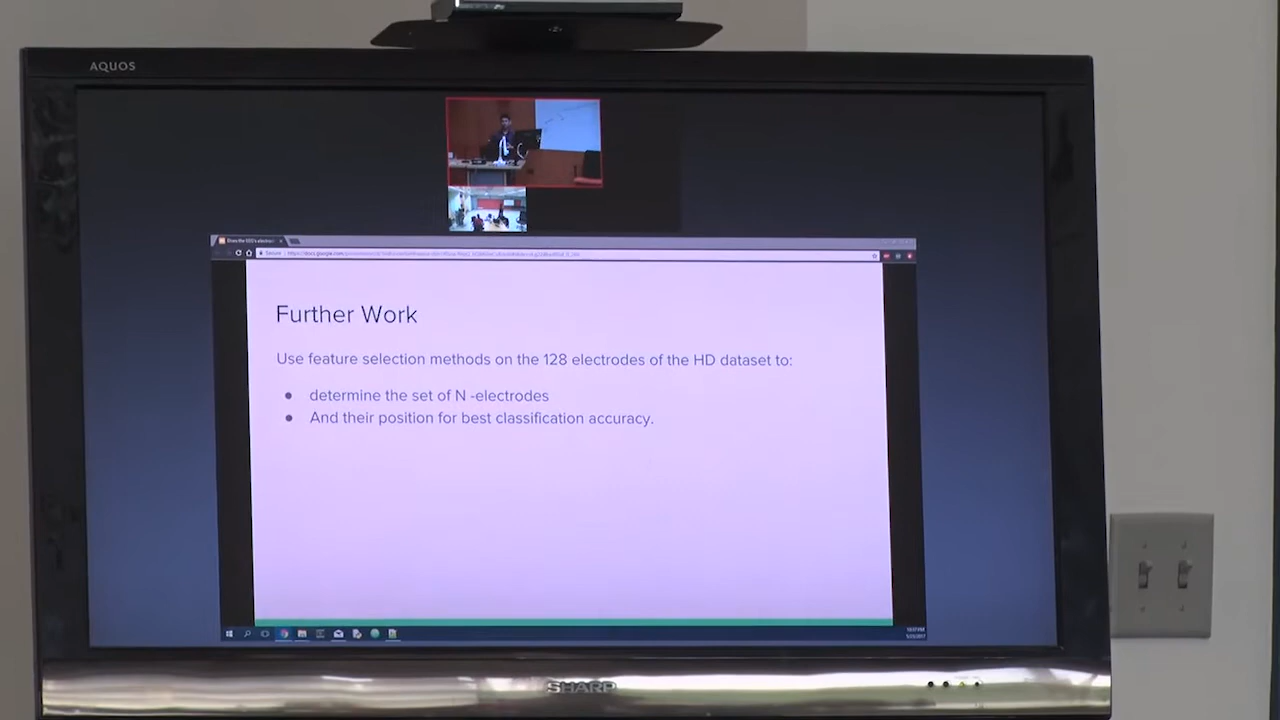 AQUOS
Further Work
Use feature selection methods on the 128 electrodes of the HD dataset to:
● determine the set of N -electrodes
● And their position for best classification accuracy.
SHARP